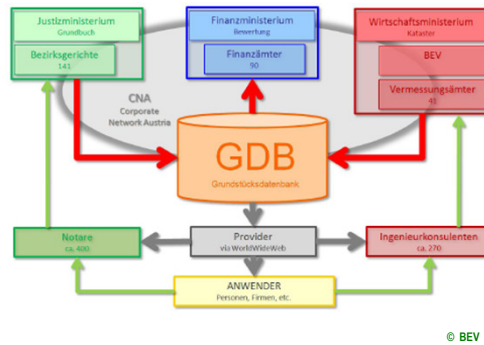 Justizministerium
Grundbuch
Bezirksgerichte
141
Finanzministerium
Bewertung
Finanzämter
90
Wirtschaftsministerium
Kataster
BEV
Vermessungsämter
41
CNA
Corporate
Network Austria
GDB
Grundstücksdatenbank
Notare
ca. 400
Provider
via WorldWideWeb
Ingenieurkonsulenten
ca. 270
ANWENDER
Personen, Firmen, etc.
© BEV